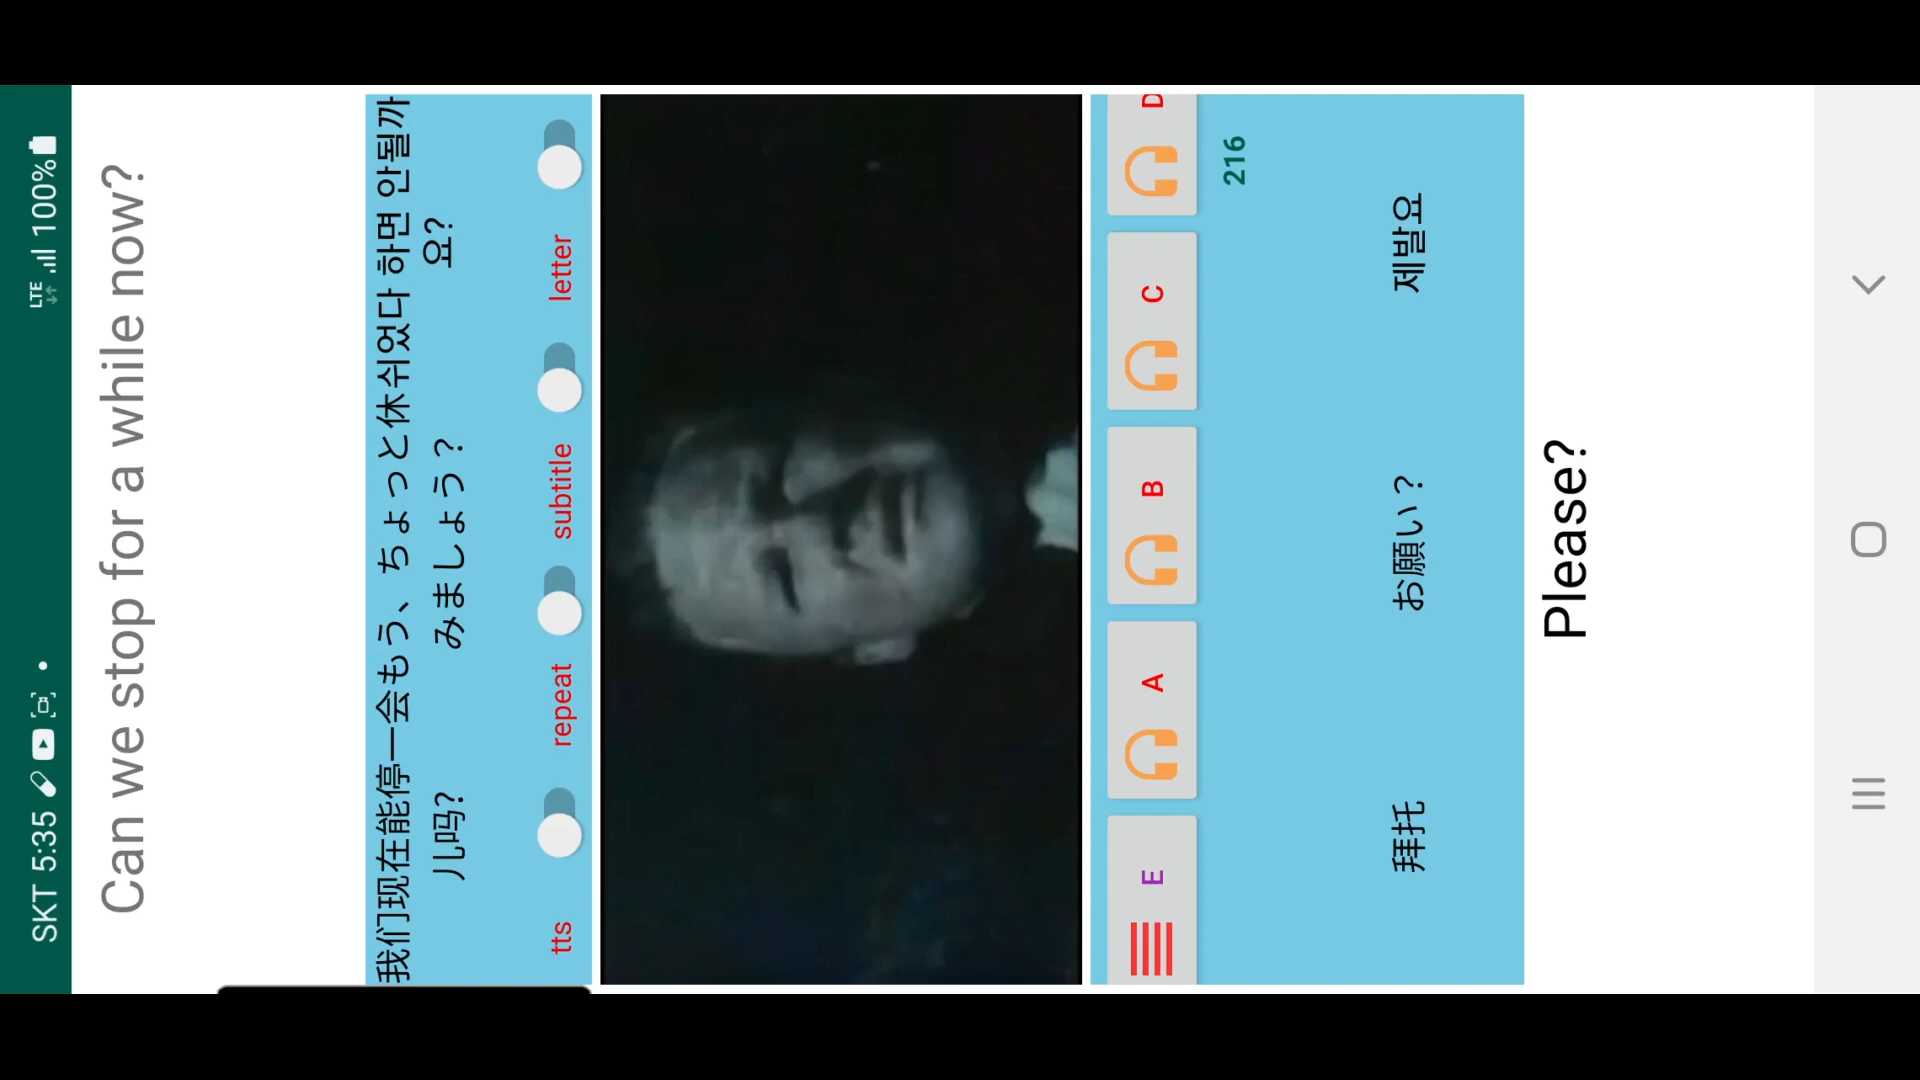 SKT 5:35
LTE 100%
Can we stop for a while now?
我们现在能停一会
儿吗?
もう、ちょっと休
みましょう？
쉬었다 하면 안될까
요?
tts repeat subtitle letter
E A B C D
216
拜托 お願い？ 제발요
Please?